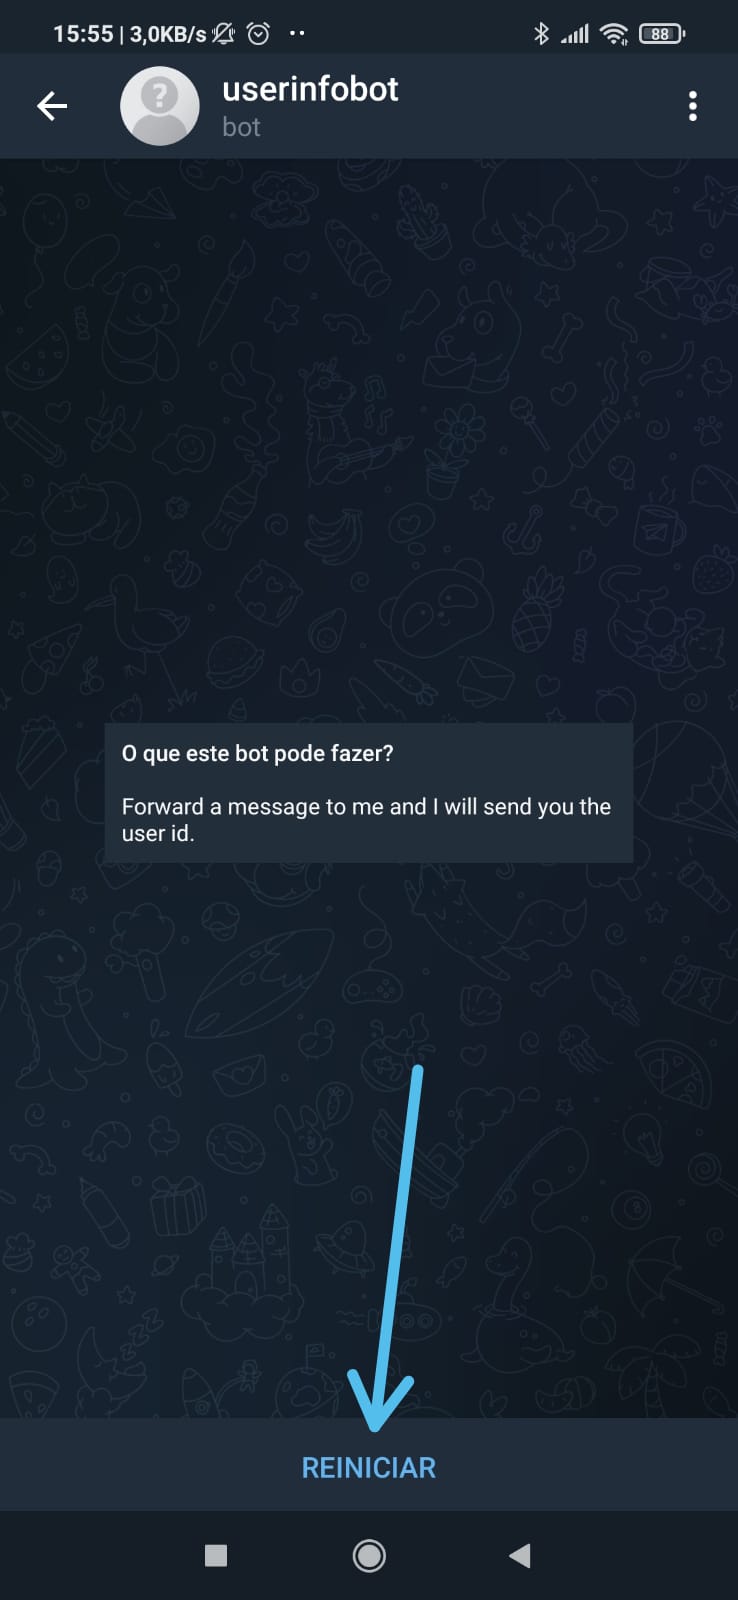 15:55 | 3,0KB/s
88
userinfobot
bot
O que este bot pode fazer?
Forward a message to me and I will send you the
user id.
REINICIAR